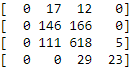 [ 0 17 12 0]
[ 0 146 166 0]
[ 0 111 618 5]
[ 0 0 29 23]